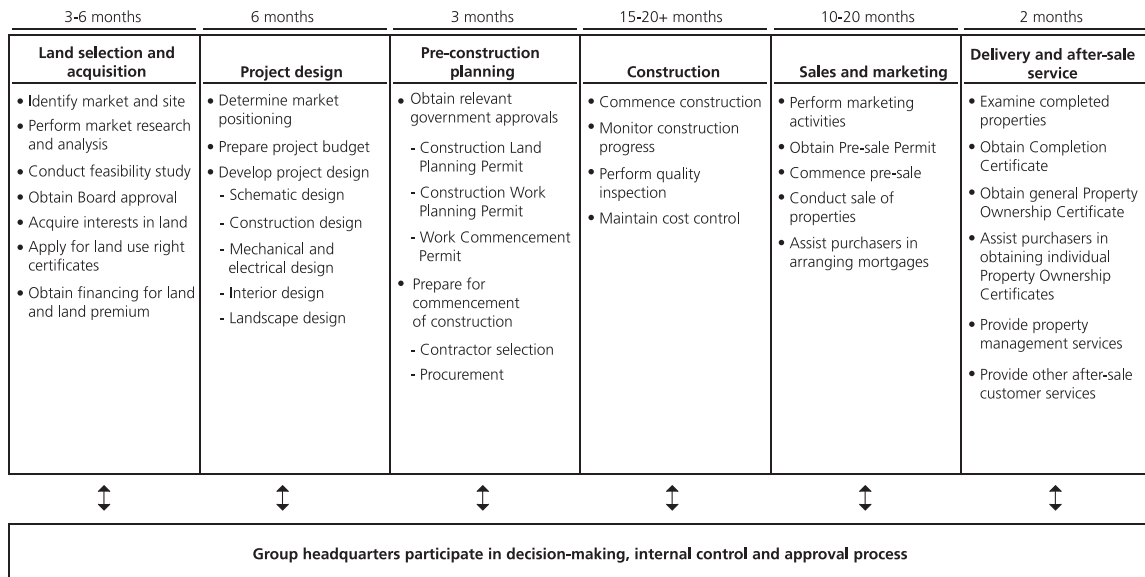 3-6 months
6 months
3 months
15-20+ months
10-20 months
2 months
Land selection and
acquisition
• Identify market and site
• Perform market research
and analysis
• Conduct feasibility study
• Obtain Board approval
• Acquire interests in land
• Apply for land use right
certificates
• Obtain financing for land
and land premium
Project design
• Determine market
positioning
• Prepare project budget
• Develop project design
- Schematic design
- Construction design
- Mechanical and
electrical design
- Interior design
- Landscape design
Pre-construction
planning
• Obtain relevant
government approvals
- Construction Land
Planning Permit
- Construction Work
Planning Permit
- Work Commencement
Permit
• Prepare for
commencement
of construction
- Contractor selection
- Procurement
Construction
• Commence construction
• Monitor construction
progress
• Perform quality
inspection
• Maintain cost control
Sales and marketing
• Perform marketing
activities
• Obtain Pre-sale Permit
• Commence pre-sale
• Conduct sale of
properties
• Assist purchasers in
arranging mortgages
Delivery and after-sale
service
• Examine completed
properties
• Obtain Completion
Certificate
• Obtain general Property
Ownership Certificate
• Assist purchasers in
obtaining individual
Property Ownership
Certificates
• Provide property
management services
• Provide other after-sale
customer services
Group headquarters participate in decision-making, internal control and approval process